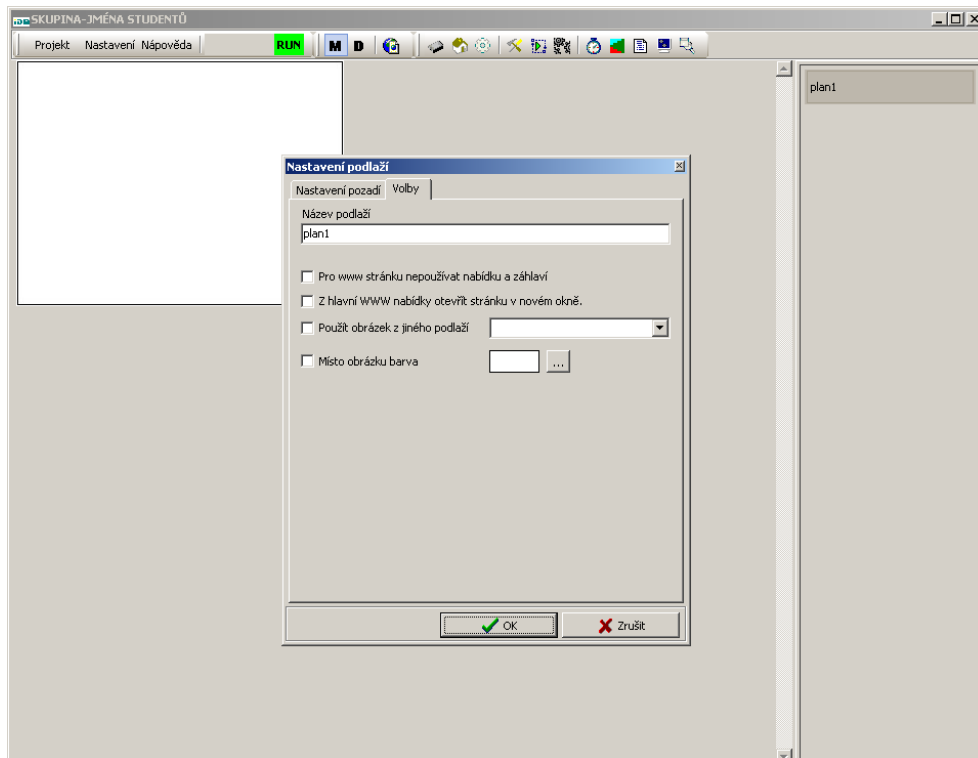 SKUPINA-JMÉNA STUDENTŮ
Projekt Nastavení Nápověda RUN M D
plan1
Nastavení podlaží
Nastavení pozadí Volby
Název podlaží
plan1
Pro www stránku nepoužívat nabídku a záhlaví
Z hlavní WWW nabídky otevřít stránku v novém okně.
Použít obrázek z jiného podlaží
Místo obrázku barva ...
OK Zrušit